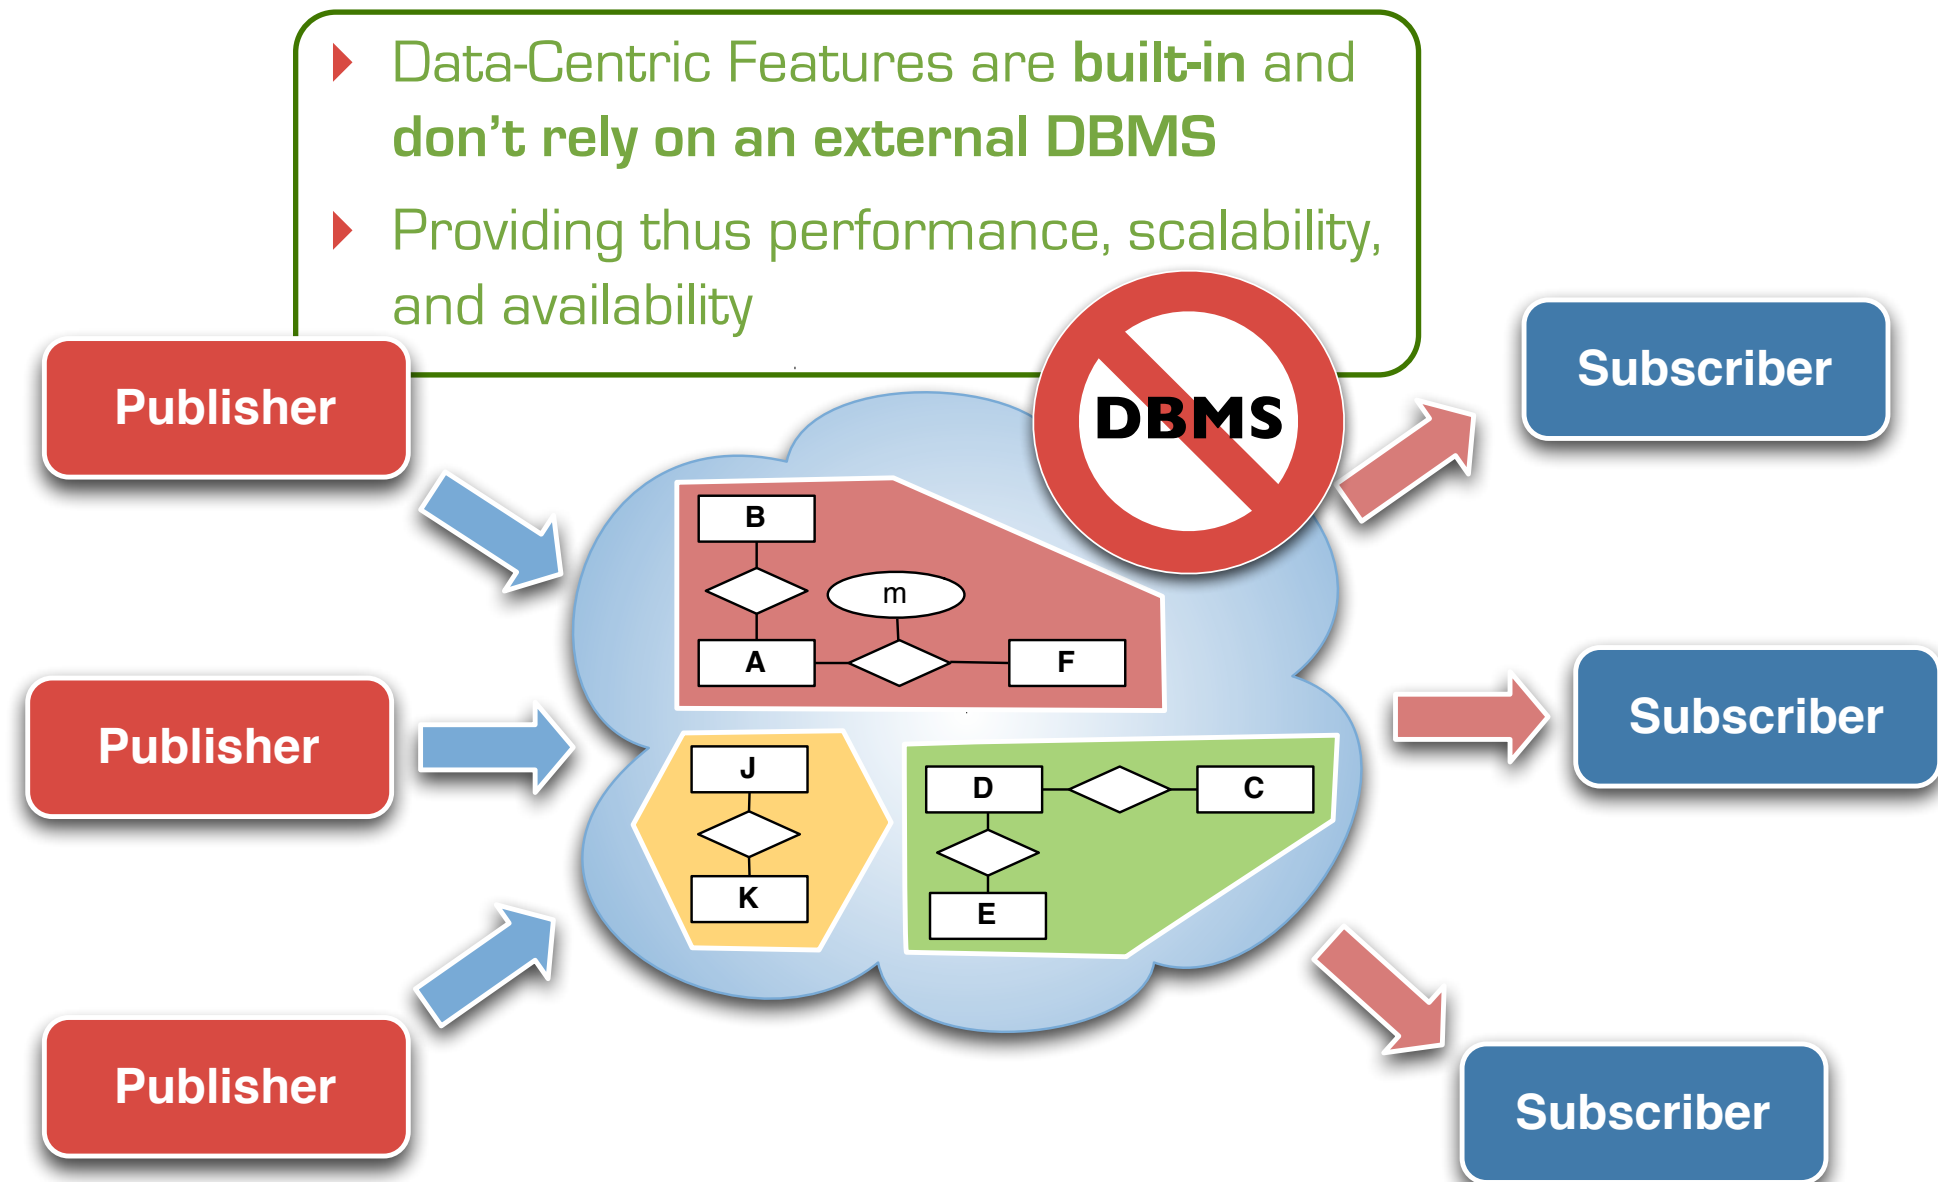 Data-Centric Features are built-in and
don't rely on an external DBMS
Providing thus performance, scalability,
and availability
DBMS
Publisher
Subscriber
B
m
A
F
Publisher
Subscriber
J
D
C
K
E
Publisher
Subscriber